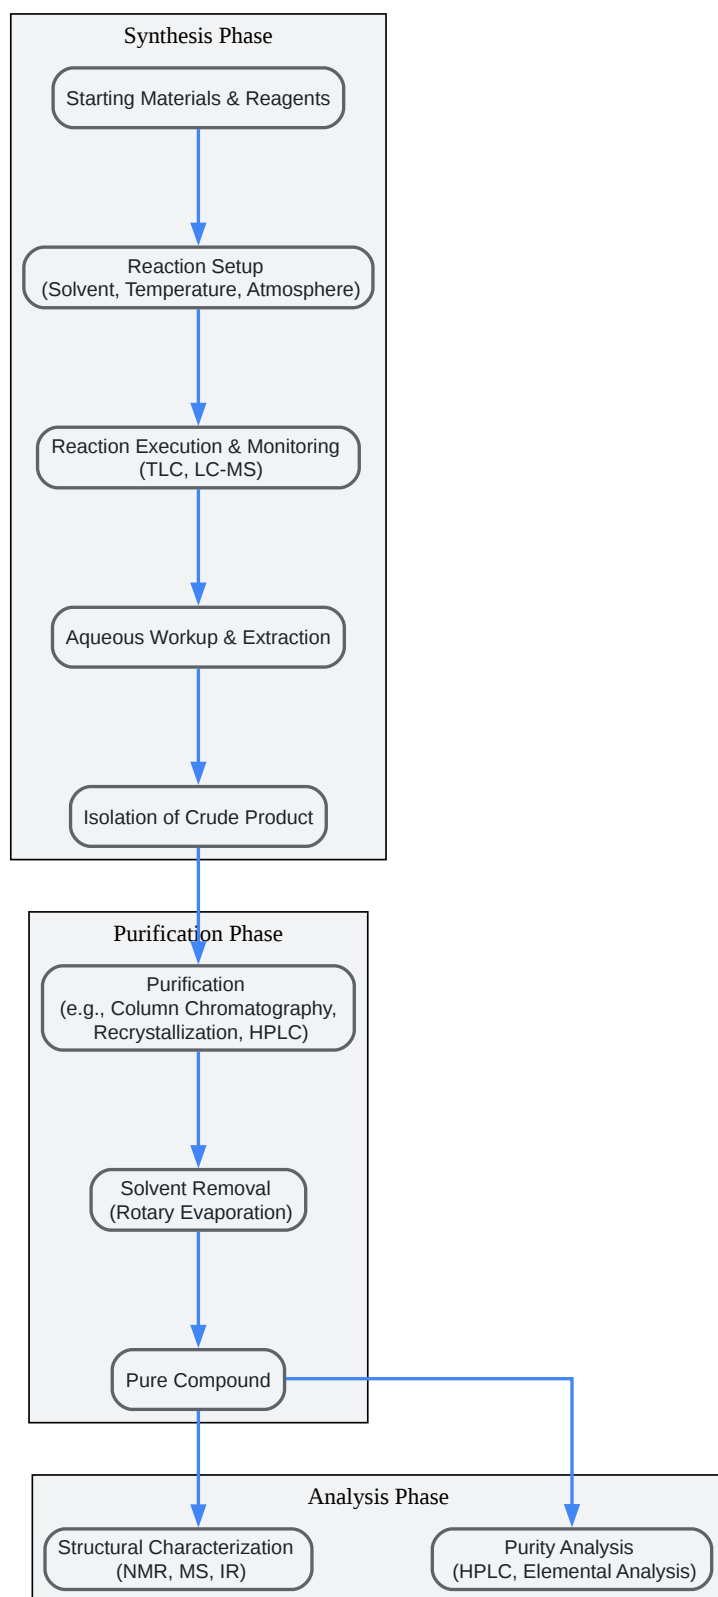 Synthesis Phase
Starting Materials & Reagents
Reaction Setup
(Solvent, Temperature, Atmosphere)
Reaction Execution & Monitoring
(TLC, LC-MS)
Aqueous Workup & Extraction
Isolation of Crude Product
Purification Phase
Purification
(e.g., Column Chromatography,
Recrystallization, HPLC)
Solvent Removal
(Rotary Evaporation)
Pure Compound
Analysis Phase
Structural Characterization
(NMR, MS, IR)
Purity Analysis
(HPLC, Elemental Analysis)